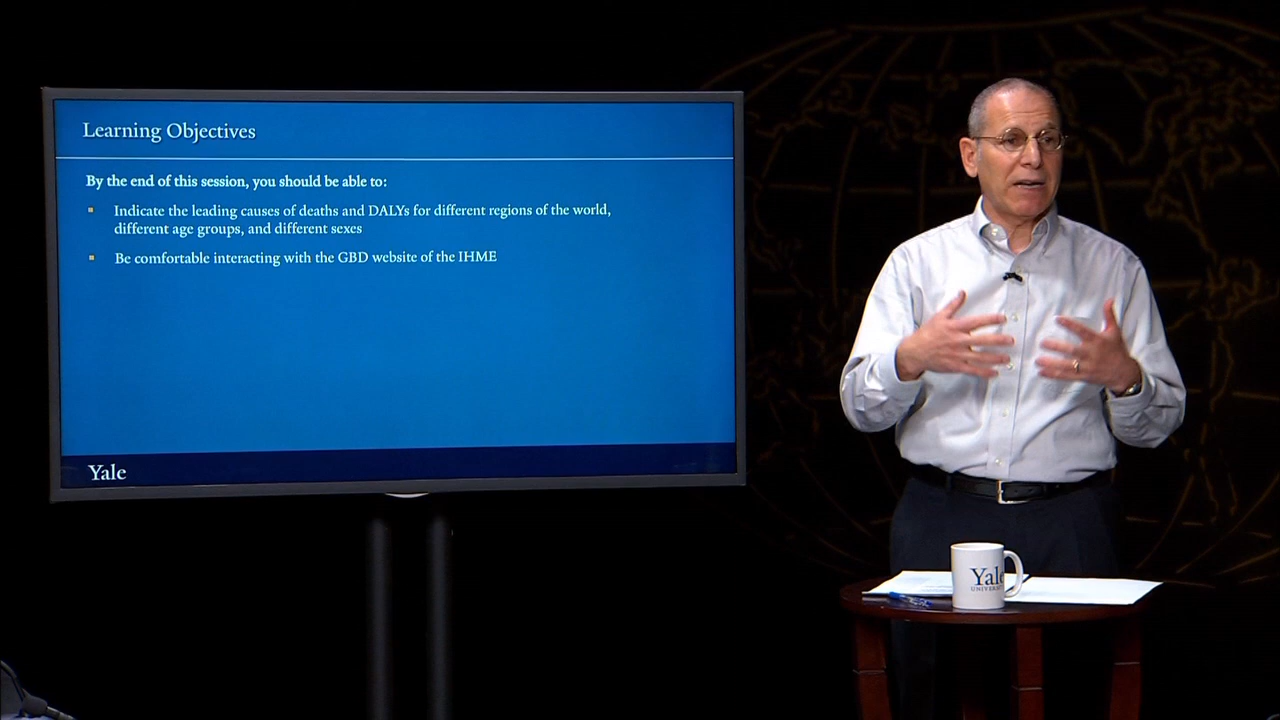 Learning Objectives
By the end of this session, you should be able to:
Indicate the leading causes of deaths and DALYs for different regions of the world,
different age groups, and different sexes
Be comfortable interacting with the GBD website of the IHME
Yale
Yale
UNIVERSITY